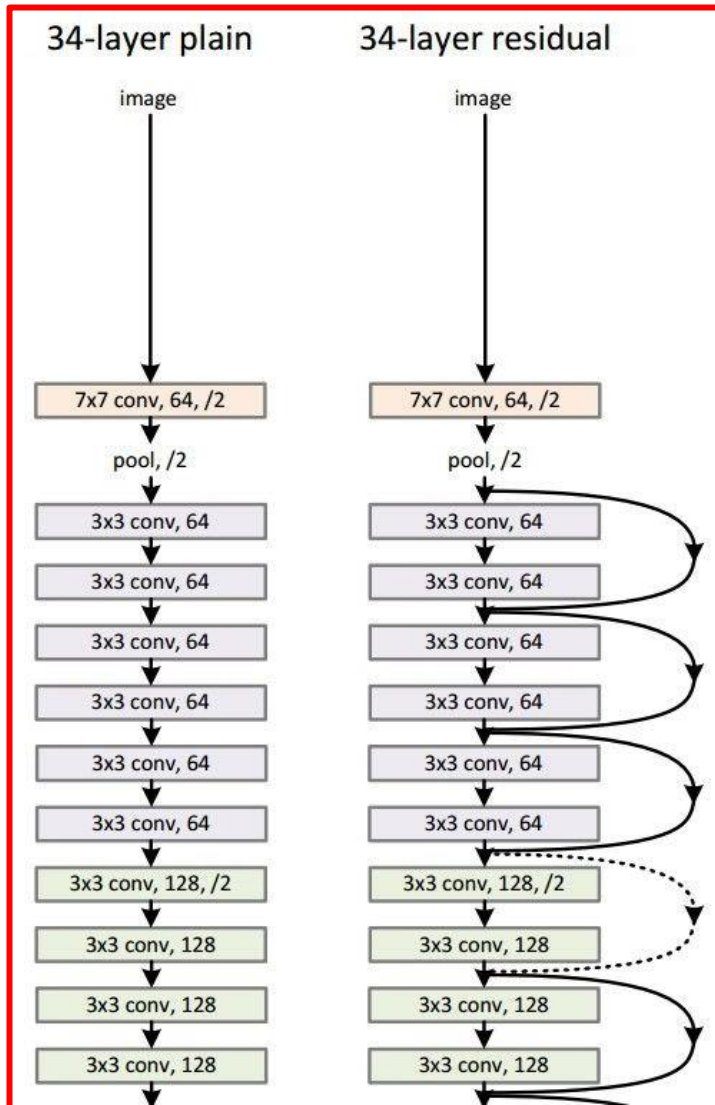 34-layer plain
34-layer residual
image
image
7x7 conv, 64, /2
7x7 conv, 64, /2
pool, /2
pool, /2
3x3 conv, 64
3x3 conv, 64
3x3 conv, 64
3x3 conv, 64
3x3 conv, 64
3x3 conv, 64
3x3 conv, 64
3x3 conv, 64
3x3 conv, 64
3x3 conv, 64
3x3 conv, 64
3x3 conv, 64
3x3 conv, 128, /2
3x3 conv, 128, /2
3x3 conv, 128
3x3 conv, 128
3x3 conv, 128
3x3 conv, 128
3x3 conv, 128
3x3 conv, 128